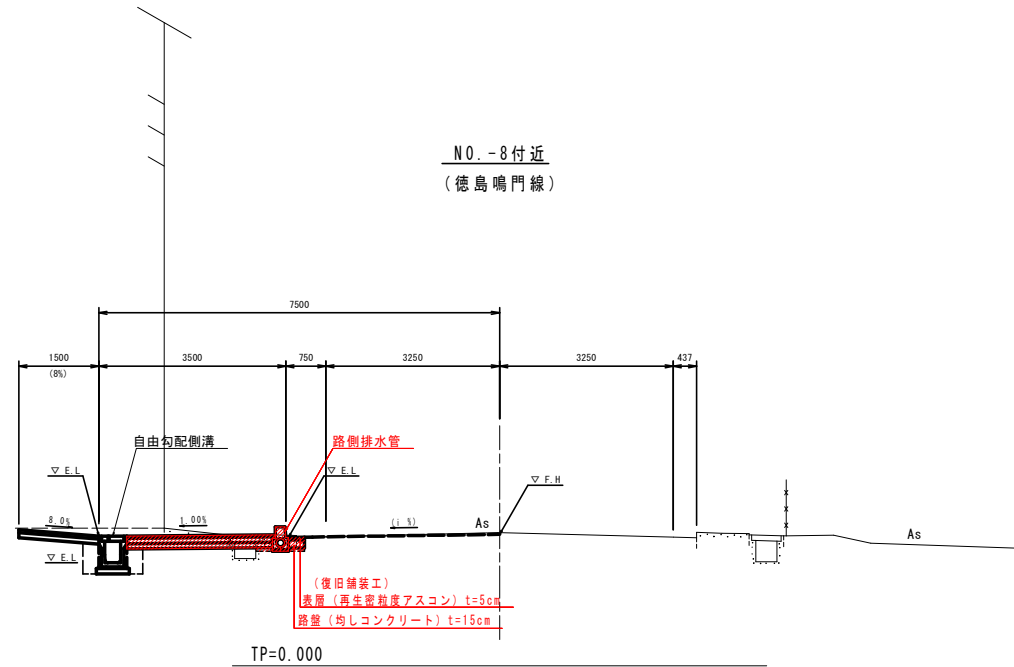 NO.-8付近
(徳島鳴門線)
7500
1500
3500
750
3250
3250
437
(8%)
自由勾配側溝
路側排水管
▽ E.L
▽ E.L
▽ F.H
8.0%
1.00%
(i %)
As
As
▽ E.L
(復旧舗装工)
表層(再生密粒度アスコン)t=5cm
路盤(均しコンクリート)t=15cm
TP=0.000